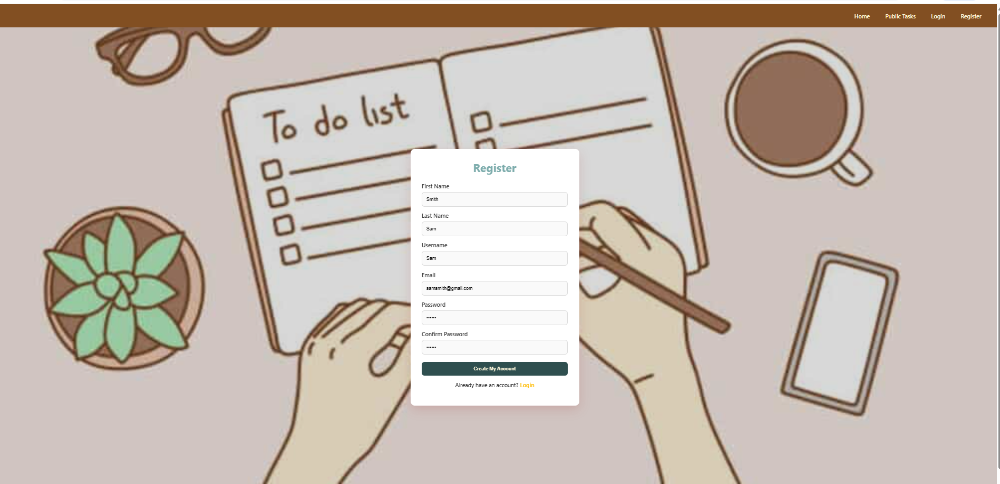 Home Public Tasks Login Register
To do list
Register
First Name
Smith
Last Name
Sam
Username
Sam
Email
samsmith@gmail.com
Password
••••••
Confirm Password
••••••
Create My Account
Already have an account? Login